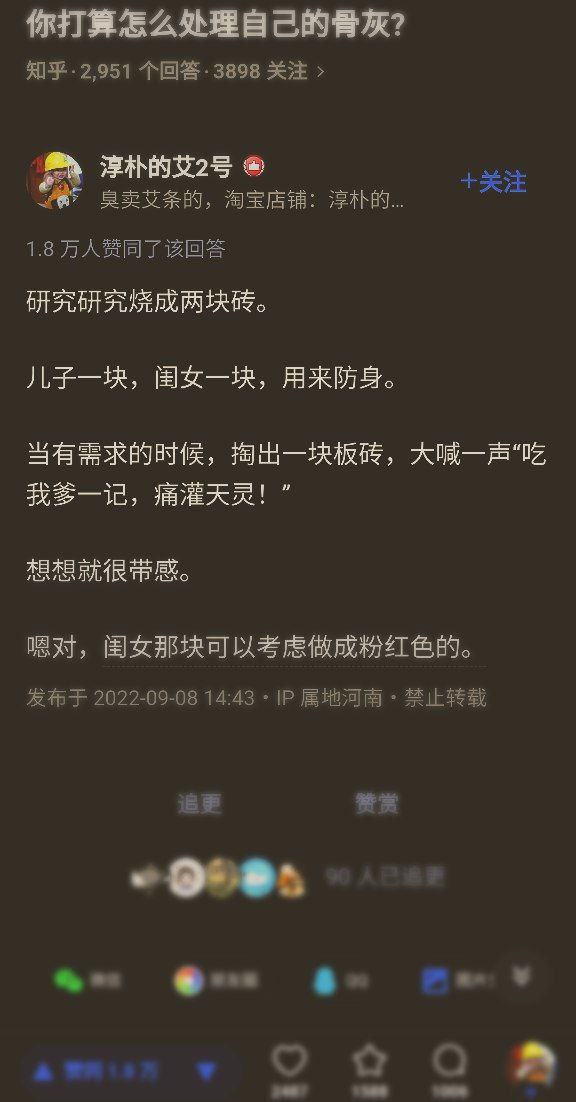 你打算怎么处理自己的骨灰?
知乎·2,951 个回答·3898 关注 >
淳朴的艾2号
臭卖艾条的，淘宝店铺：淳朴的...
+关注
1.8 万人赞同了该回答
研究研究烧成两块砖。
儿子一块，闺女一块，用来防身。
当有需求的时候，掏出一块板砖，大喊一声“吃
我爹一记，痛灌天灵！”
想想就很带感。
嗯对，闺女那块可以考虑做成粉红色的。
发布于 2022-09-08 14:43・IP 属地河南・禁止转载
追更 赞赏
90 人已追更
微信 朋友圈 QQ
赞同 1.8 万